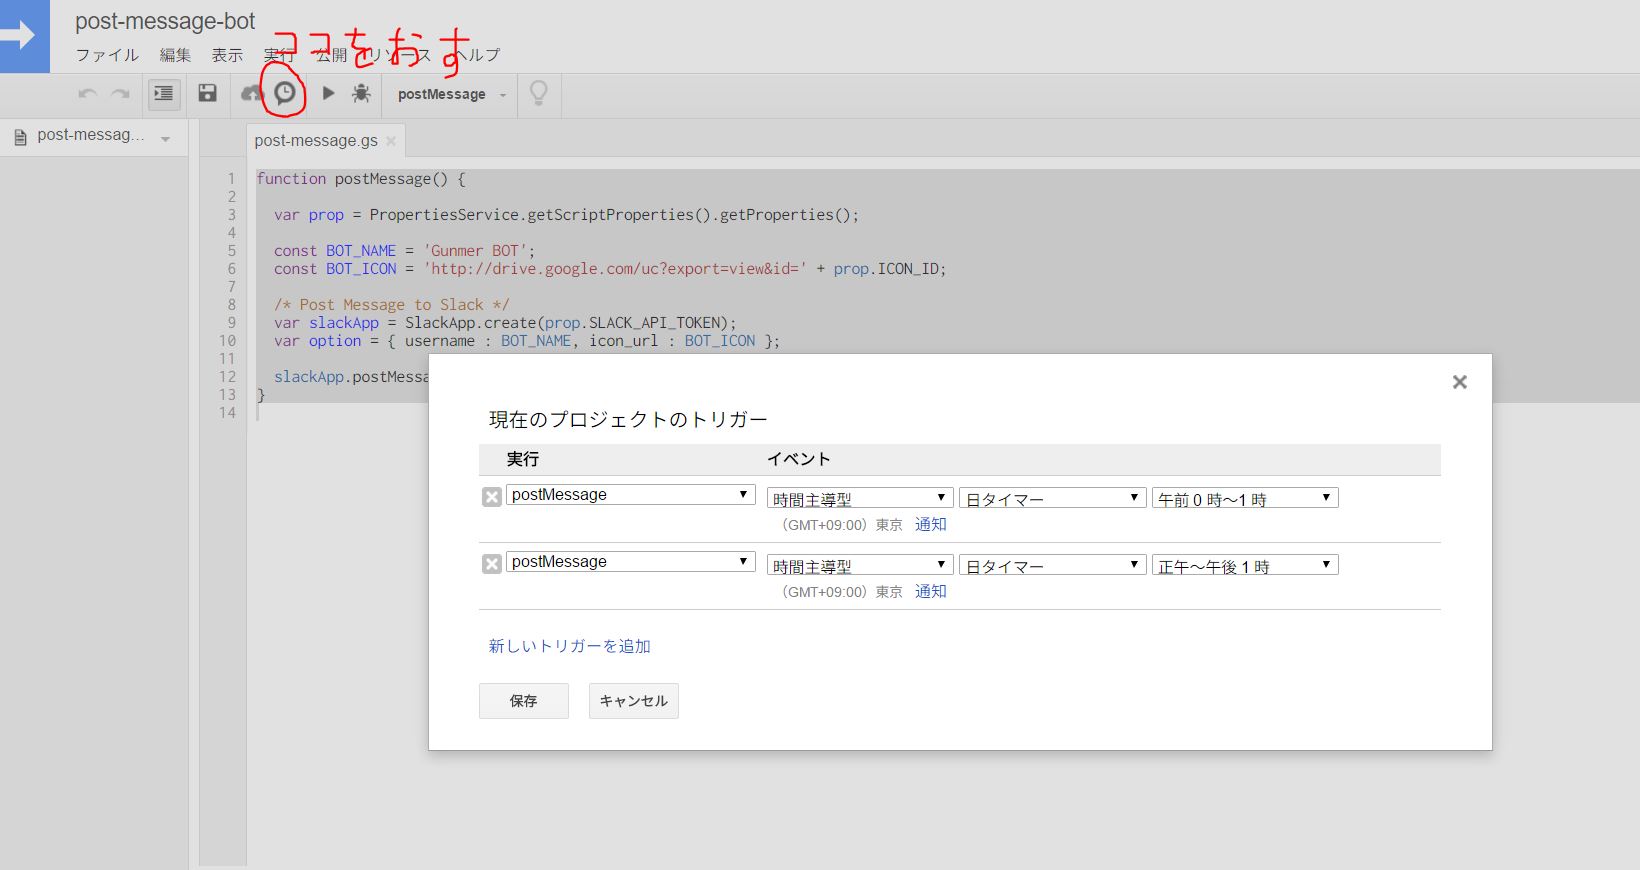 post-message-bot
ファイル 編集 表示 実行 公開 リソース ヘルプ
ココをおす
postMessage
post-messag...
post-message.gs
1 function postMessage() {
2
3 var prop = PropertiesService.getScriptProperties().getProperties();
4
5 const BOT_NAME = 'Gunmer BOT';
6 const BOT_ICON = 'http://drive.google.com/uc?export=view&id=' + prop.ICON_ID;
7
8 /* Post Message to Slack */
9 var slackApp = SlackApp.create(prop.SLACK_API_TOKEN);
10 var option = { username : BOT_NAME, icon_url : BOT_ICON };
11
12 slackApp.postMessa
13 }
14
現在のプロジェクトのトリガー
実行 イベント
postMessage 時間主導型 日タイマー 午前 0 時～1 時
（GMT+09:00）東京 通知
postMessage 時間主導型 日タイマー 正午～午後 1 時
（GMT+09:00）東京 通知
新しいトリガーを追加
保存 キャンセル